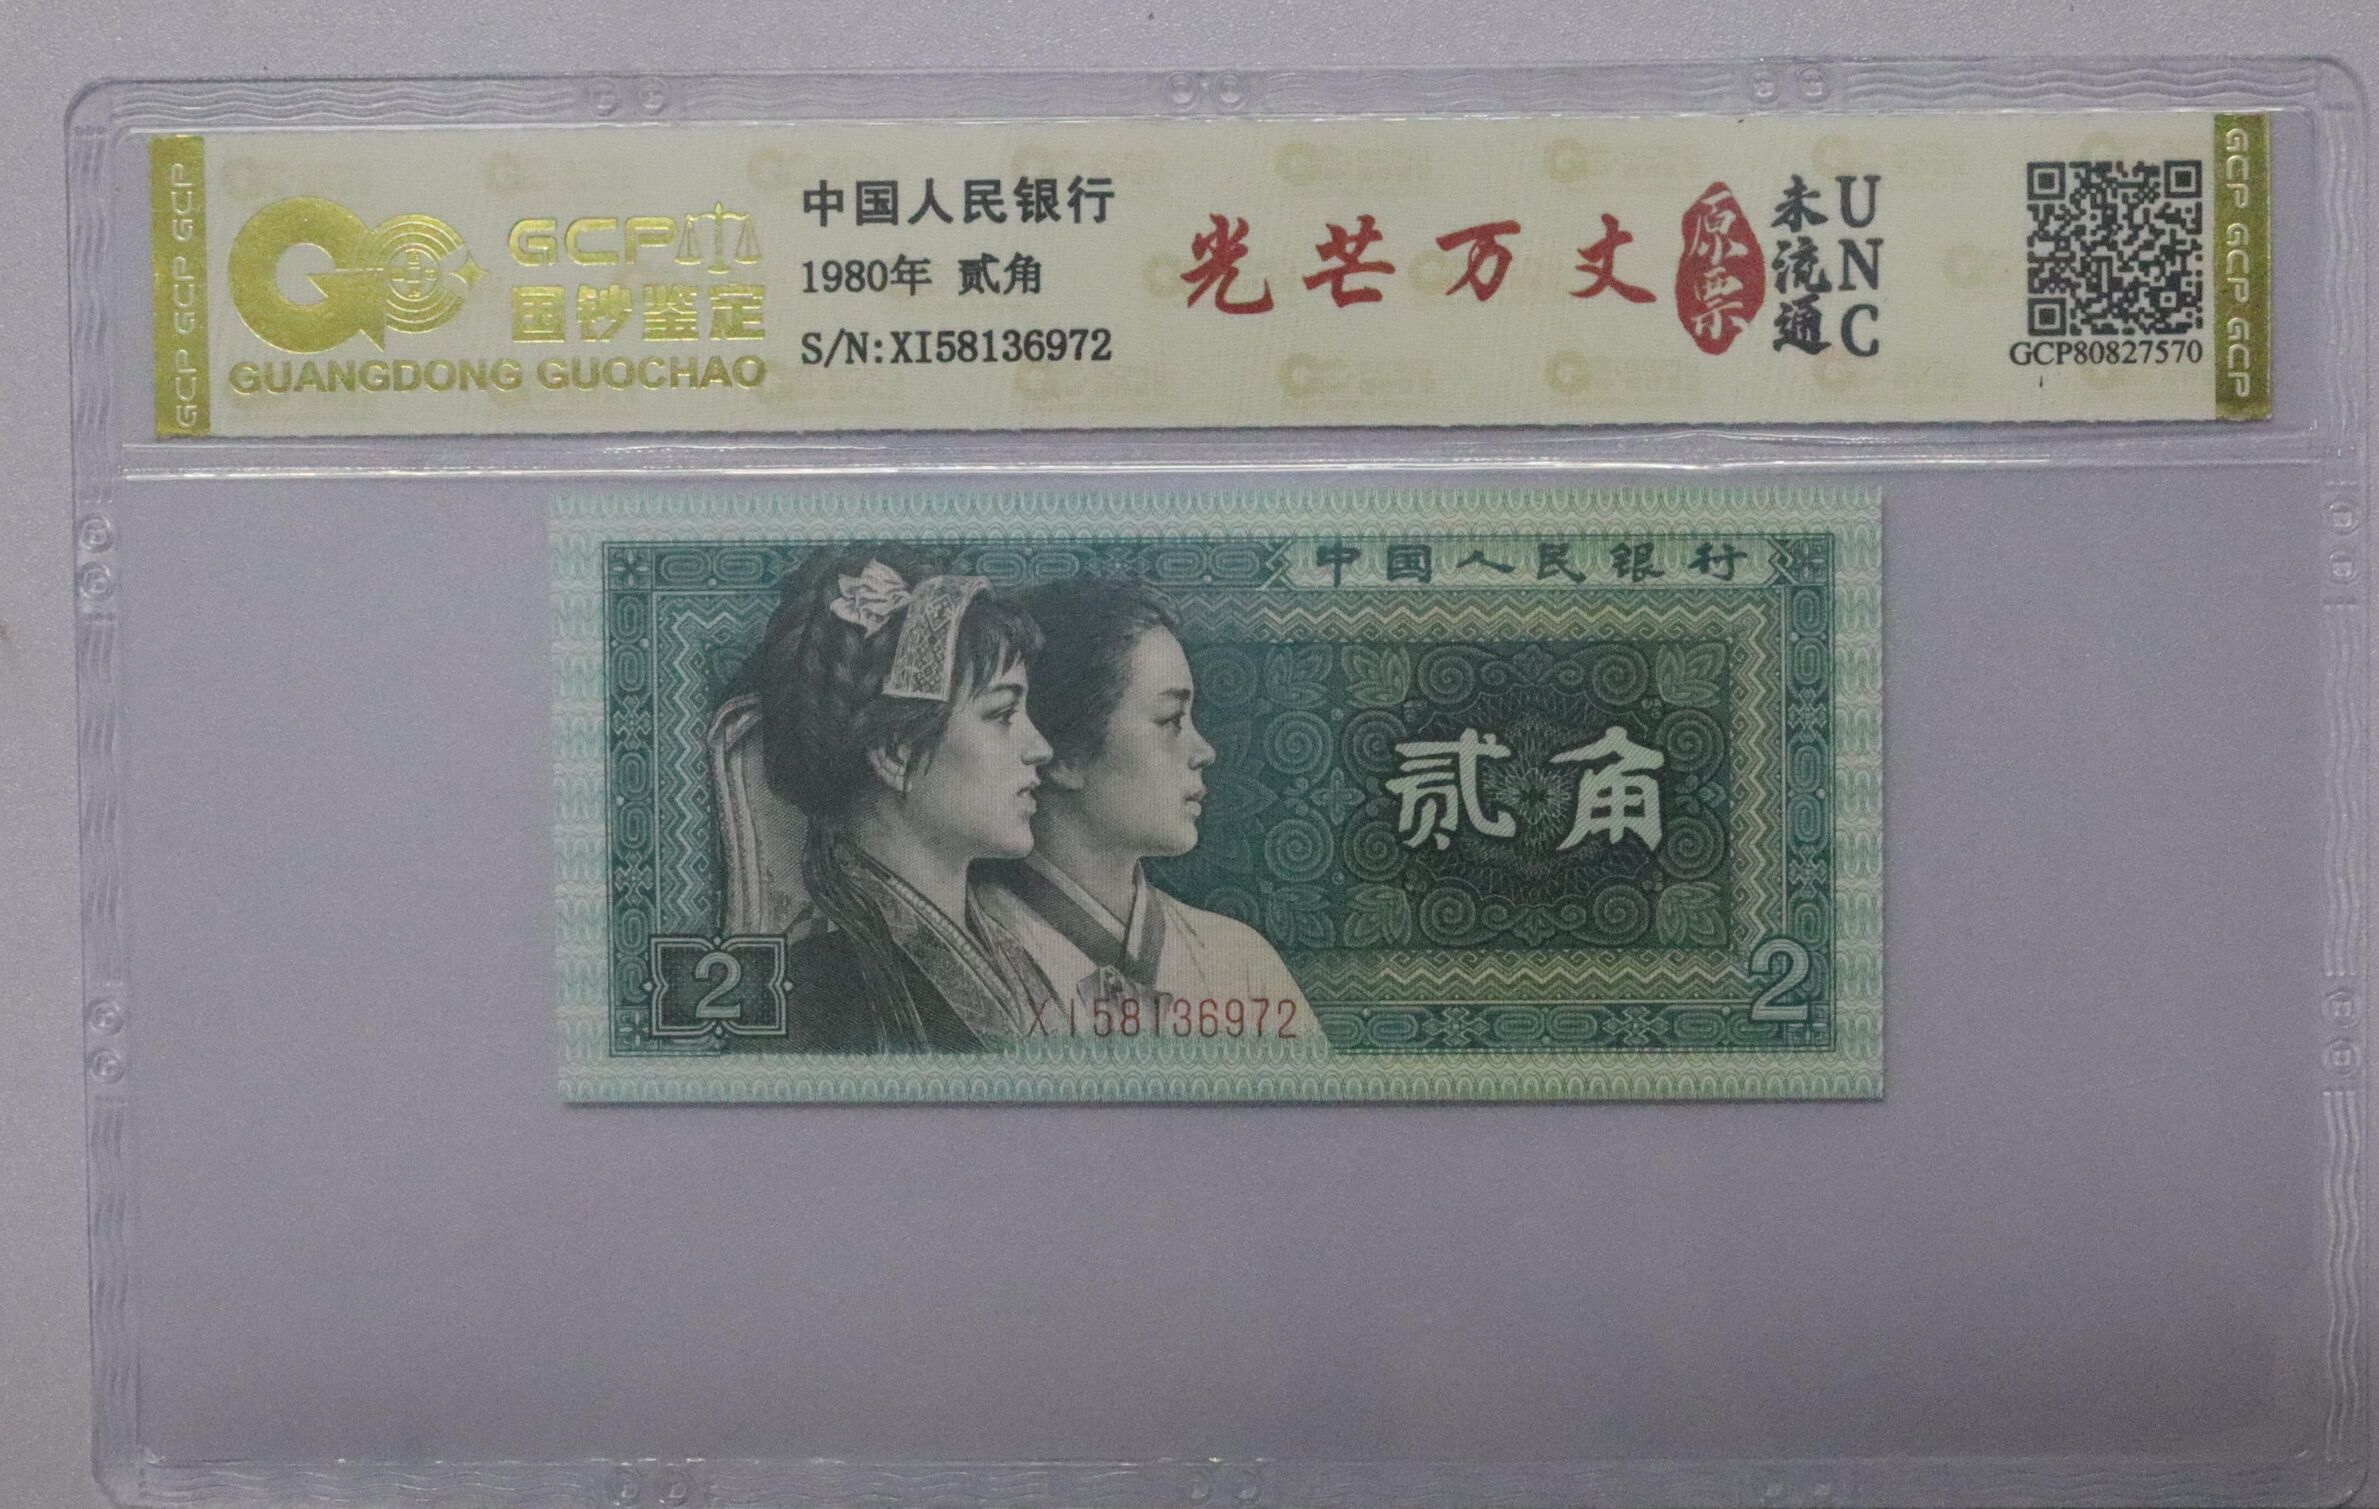 GCP GCP GCP
GCP
国钞鉴定
GUANGDONG GUOCHAO
中国人民银行
1980年 贰角
S/N:XI58136972
光芒万丈
原票
未流通
UNC
GCP80827570
GCP GCP GCP
中国人民银行
贰角
2
XI58136972
2